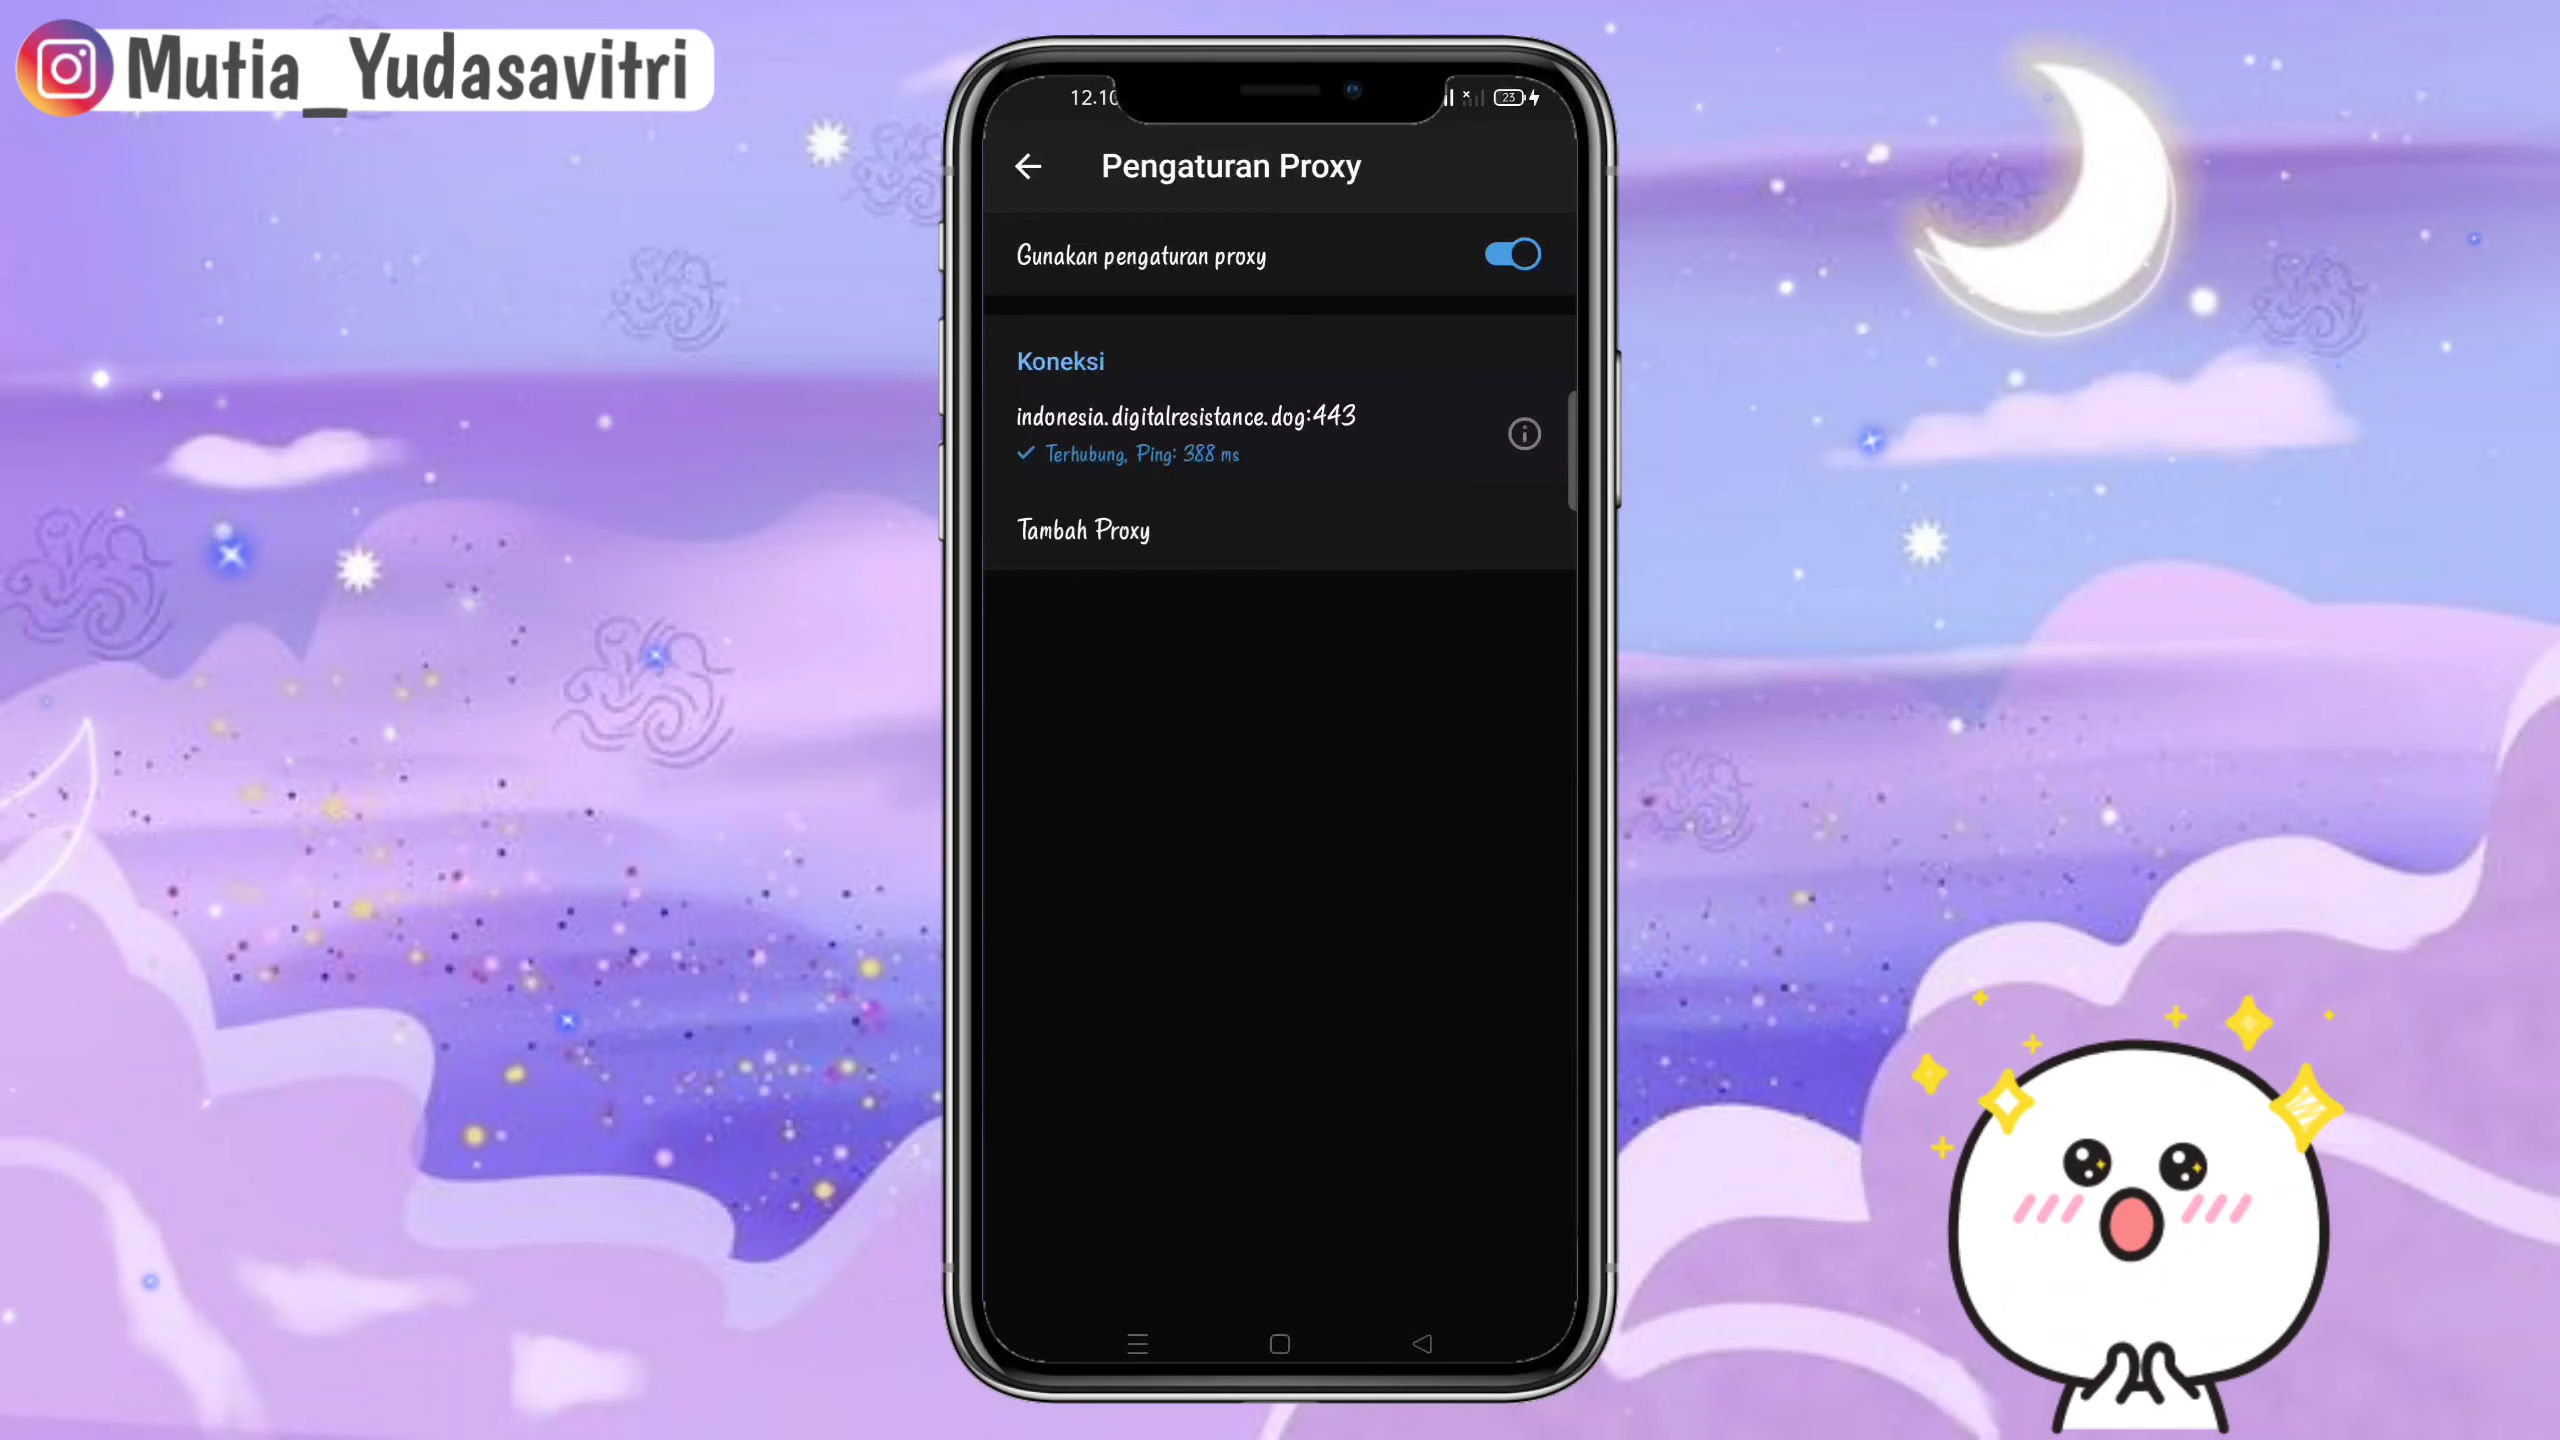 Mutia_Yudasavitri
12.10
23
Pengaturan Proxy
Gunakan pengaturan proxy
Koneksi
indonesia.digitalresistance.dog:443
Terhubung, Ping: 388 ms
Tambah Proxy